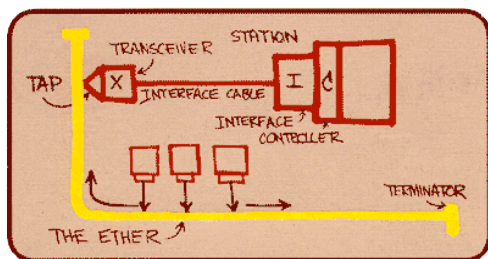 STATION
TRANSCEIVER
TAP
X
I
C
INTERFACE CABLE
INTERFACE
CONTROLLER
TERMINATOR
THE ETHER